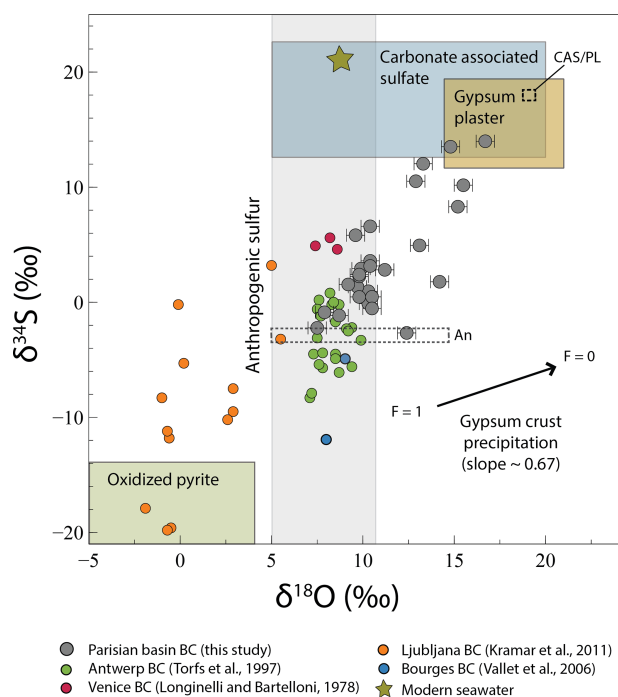 20
10
0
−10
−20
δ³⁴S (‰)
Carbonate associated
sulfate
CAS/PL
Gypsum
plaster
Anthropogenic sulfur
An
F = 0
F = 1
Gypsum crust
precipitation
(slope ~ 0.67)
Oxidized pyrite
−5
0
5
10
15
20
δ¹⁸O (‰)
Parisian basin BC (this study)
Antwerp BC (Torfs et al., 1997)
Venice BC (Longinelli and Bartelloni, 1978)
Ljubljana BC (Kramar et al., 2011)
Bourges BC (Vallet et al., 2006)
Modern seawater